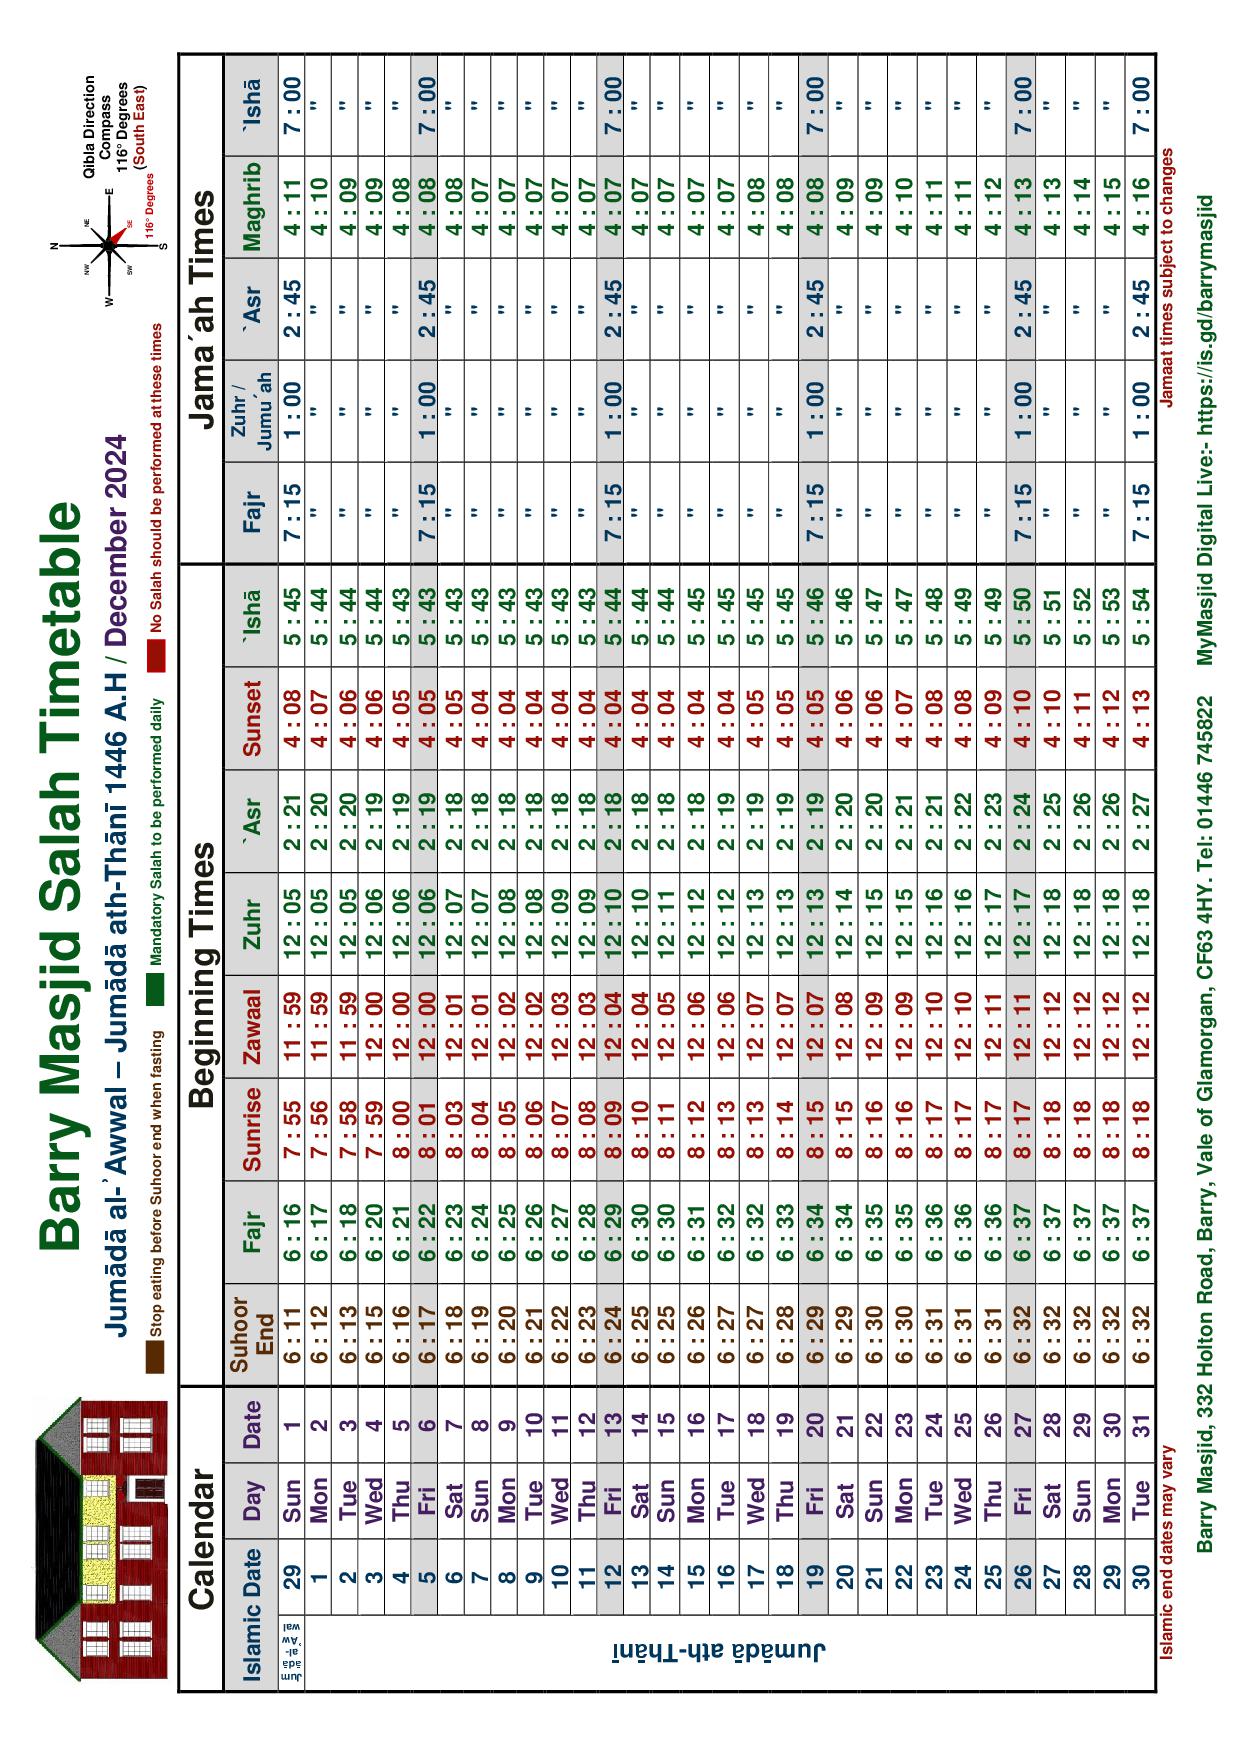 Barry Masjid Salah Timetable
Jumādā al-ʾAwwal – Jumādā ath-Thānī 1446 A.H / December 2024
Stop eating before Suhoor end when fasting  Mandatory Salah to be performed daily  No Salah should be performed at these times
N
NW NE
W E
SW SE
S
116° Degrees
Qibla Direction
Compass
116° Degrees
(South East)
Calendar Beginning Times Jama´ah Times
Islamic Date Day Date Suhoor End Fajr Sunrise Zawaal Zuhr `Asr Sunset `Ishā Fajr Zuhr / Jumu´ah `Asr Maghrib `Ishā
Jumādā al-ʾAwwal 29 Sun 1 6 : 11 6 : 16 7 : 55 11 : 59 12 : 05 2 : 21 4 : 08 5 : 45 7 : 15 1 : 00 2 : 45 4 : 11 7 : 00
Jumādā ath-Thānī
1 Mon 2 6 : 12 6 : 17 7 : 56 11 : 59 12 : 05 2 : 20 4 : 07 5 : 44 " " " 4 : 10 "
2 Tue 3 6 : 13 6 : 18 7 : 58 11 : 59 12 : 05 2 : 20 4 : 06 5 : 44 " " " 4 : 09 "
3 Wed 4 6 : 15 6 : 20 7 : 59 12 : 00 12 : 06 2 : 19 4 : 06 5 : 44 " " " 4 : 09 "
4 Thu 5 6 : 16 6 : 21 8 : 00 12 : 00 12 : 06 2 : 19 4 : 05 5 : 43 " " " 4 : 08 "
5 Fri 6 6 : 17 6 : 22 8 : 01 12 : 00 12 : 06 2 : 19 4 : 05 5 : 43 7 : 15 1 : 00 2 : 45 4 : 08 7 : 00
6 Sat 7 6 : 18 6 : 23 8 : 03 12 : 01 12 : 07 2 : 18 4 : 05 5 : 43 " " " 4 : 08 "
7 Sun 8 6 : 19 6 : 24 8 : 04 12 : 01 12 : 07 2 : 18 4 : 04 5 : 43 " " " 4 : 07 "
8 Mon 9 6 : 20 6 : 25 8 : 05 12 : 02 12 : 08 2 : 18 4 : 04 5 : 43 " " " 4 : 07 "
9 Tue 10 6 : 21 6 : 26 8 : 06 12 : 02 12 : 08 2 : 18 4 : 04 5 : 43 " " " 4 : 07 "
10 Wed 11 6 : 22 6 : 27 8 : 07 12 : 03 12 : 09 2 : 18 4 : 04 5 : 43 " " " 4 : 07 "
11 Thu 12 6 : 23 6 : 28 8 : 08 12 : 03 12 : 09 2 : 18 4 : 04 5 : 43 " " " 4 : 07 "
12 Fri 13 6 : 24 6 : 29 8 : 09 12 : 04 12 : 10 2 : 18 4 : 04 5 : 44 7 : 15 1 : 00 2 : 45 4 : 07 7 : 00
13 Sat 14 6 : 25 6 : 30 8 : 10 12 : 04 12 : 10 2 : 18 4 : 04 5 : 44 " " " 4 : 07 "
14 Sun 15 6 : 25 6 : 30 8 : 11 12 : 05 12 : 11 2 : 18 4 : 04 5 : 44 " " " 4 : 07 "
15 Mon 16 6 : 26 6 : 31 8 : 12 12 : 06 12 : 12 2 : 18 4 : 04 5 : 45 " " " 4 : 07 "
16 Tue 17 6 : 27 6 : 32 8 : 13 12 : 06 12 : 12 2 : 19 4 : 04 5 : 45 " " " 4 : 07 "
17 Wed 18 6 : 27 6 : 32 8 : 13 12 : 07 12 : 13 2 : 19 4 : 05 5 : 45 " " " 4 : 08 "
18 Thu 19 6 : 28 6 : 33 8 : 14 12 : 07 12 : 13 2 : 19 4 : 05 5 : 45 " " " 4 : 08 "
19 Fri 20 6 : 29 6 : 34 8 : 15 12 : 07 12 : 13 2 : 19 4 : 05 5 : 46 7 : 15 1 : 00 2 : 45 4 : 08 7 : 00
20 Sat 21 6 : 29 6 : 34 8 : 15 12 : 08 12 : 14 2 : 20 4 : 06 5 : 46 " " " 4 : 09 "
21 Sun 22 6 : 30 6 : 35 8 : 16 12 : 09 12 : 15 2 : 20 4 : 06 5 : 47 " " " 4 : 09 "
22 Mon 23 6 : 30 6 : 35 8 : 16 12 : 09 12 : 15 2 : 21 4 : 07 5 : 47 " " " 4 : 10 "
23 Tue 24 6 : 31 6 : 36 8 : 17 12 : 10 12 : 16 2 : 21 4 : 08 5 : 48 " " " 4 : 11 "
24 Wed 25 6 : 31 6 : 36 8 : 17 12 : 10 12 : 16 2 : 22 4 : 08 5 : 49 " " " 4 : 11 "
25 Thu 26 6 : 31 6 : 36 8 : 17 12 : 11 12 : 17 2 : 23 4 : 09 5 : 49 " " " 4 : 12 "
26 Fri 27 6 : 32 6 : 37 8 : 17 12 : 11 12 : 17 2 : 24 4 : 10 5 : 50 7 : 15 1 : 00 2 : 45 4 : 13 7 : 00
27 Sat 28 6 : 32 6 : 37 8 : 18 12 : 12 12 : 18 2 : 25 4 : 10 5 : 51 " " " 4 : 13 "
28 Sun 29 6 : 32 6 : 37 8 : 18 12 : 12 12 : 18 2 : 26 4 : 11 5 : 52 " " " 4 : 14 "
29 Mon 30 6 : 32 6 : 37 8 : 18 12 : 12 12 : 18 2 : 26 4 : 12 5 : 53 " " " 4 : 15 "
30 Tue 31 6 : 32 6 : 37 8 : 18 12 : 12 12 : 18 2 : 27 4 : 13 5 : 54 7 : 15 1 : 00 2 : 45 4 : 16 7 : 00
Islamic end dates may vary Jamaat times subject to changes
Barry Masjid, 332 Holton Road, Barry, Vale of Glamorgan, CF63 4HY. Tel: 01446 745822 MyMasjid Digital Live:- https://is.gd/barrymasjid